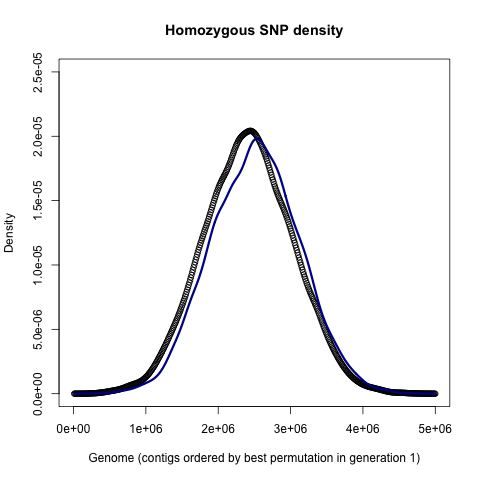 Homozygous SNP density
Density
2.5e-05
2.0e-05
1.5e-05
1.0e-05
5.0e-06
0.0e+00
0e+00 1e+06 2e+06 3e+06 4e+06 5e+06
Genome (contigs ordered by best permutation in generation 1)